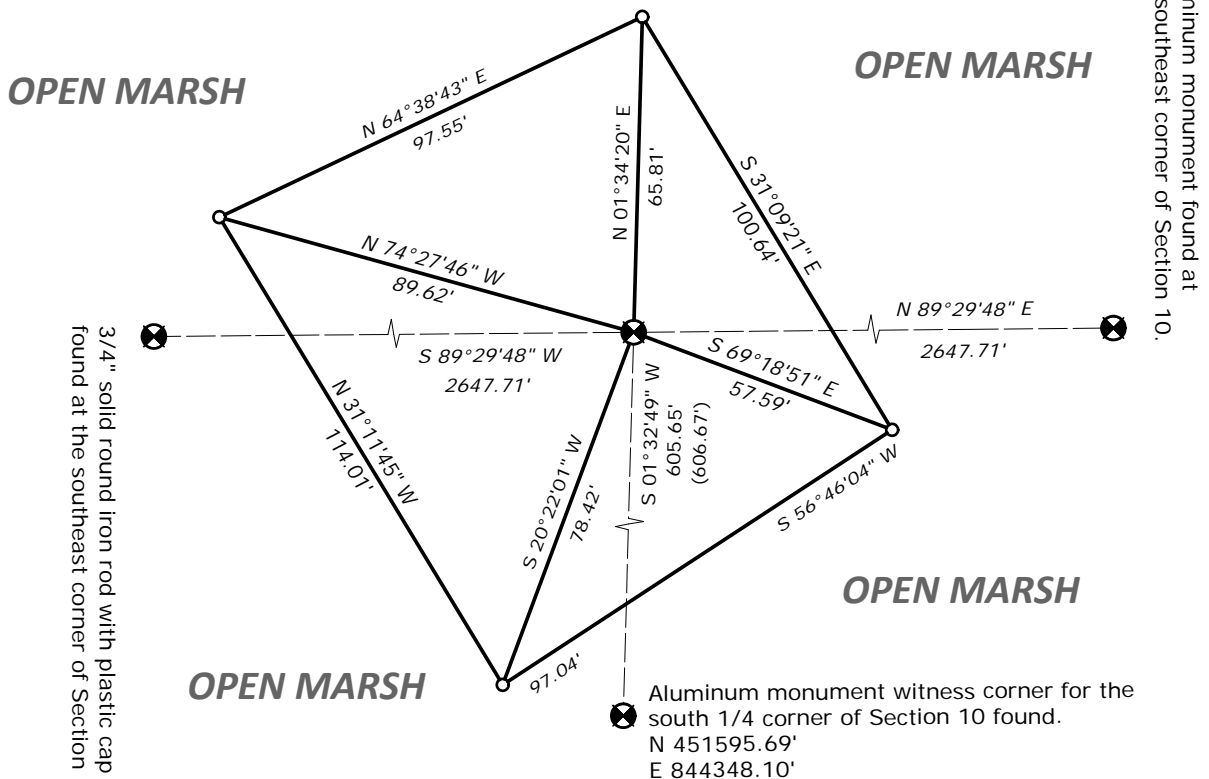 OPEN MARSH
OPEN MARSH
minum monument found at
southeast corner of Section 10.
N 64°38'43" E
97.55'
N 01°34'20" E
65.81'
S 31°09'21" E
100.64'
N 74°27'46" W
89.62'
N 89°29'48" E
2647.71'
S 89°29'48" W
2647.71'
S 69°18'51" E
57.59'
3/4" solid round iron rod with plastic cap
found at the southeast corner of Section
N 31°11'45" W
114.01'
S 20°22'01" W
78.42'
S 01°32'49" W
605.65'
(606.67')
S 56°46'04" W
97.04'
OPEN MARSH
OPEN MARSH
Aluminum monument witness corner for the
south 1/4 corner of Section 10 found.
N 451595.69'
E 844348.10'